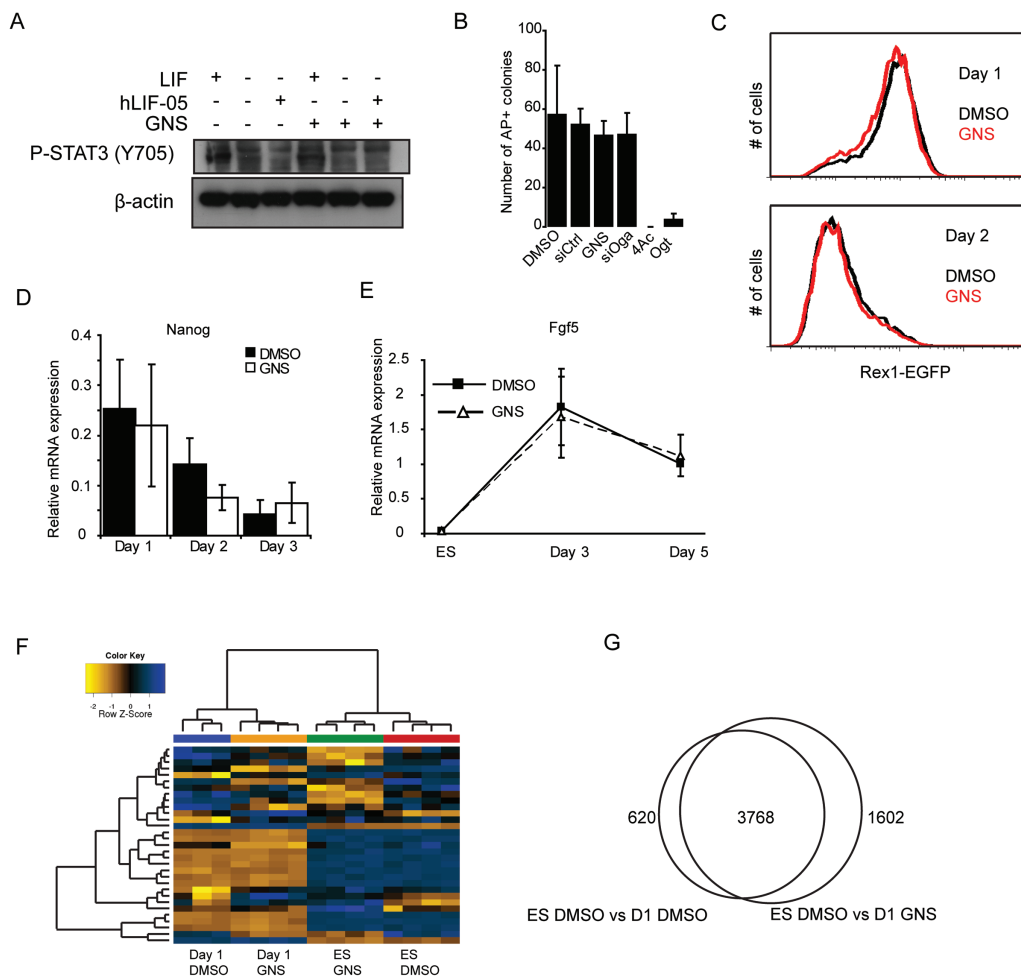 A
LIF + - - + - -
hLIF-05 - - + - - +
GNS - - - + + +
P-STAT3 (Y705)
β-actin
B
Number of AP+ colonies
100
80
60
40
20
0
DMSO
siCtrl
GNS
siOga
4Ac
Ogt
C
# of cells
Day 1
DMSO
GNS
# of cells
Day 2
DMSO
GNS
Rex1-EGFP
D
Nanog
Relative mRNA expression
0.4
0.3
0.2
0.1
0
DMSO
GNS
Day 1 Day 2 Day 3
E
Fgf5
Relative mRNA expression
2.5
2
1.5
1
0.5
0
DMSO
GNS
ES Day 3 Day 5
F
Color Key
-2 -1 0 1
Row Z-Score
Day 1 Day 1 ES ES
DMSO GNS GNS DMSO
G
620 3768 1602
ES DMSO vs D1 DMSO ES DMSO vs D1 GNS